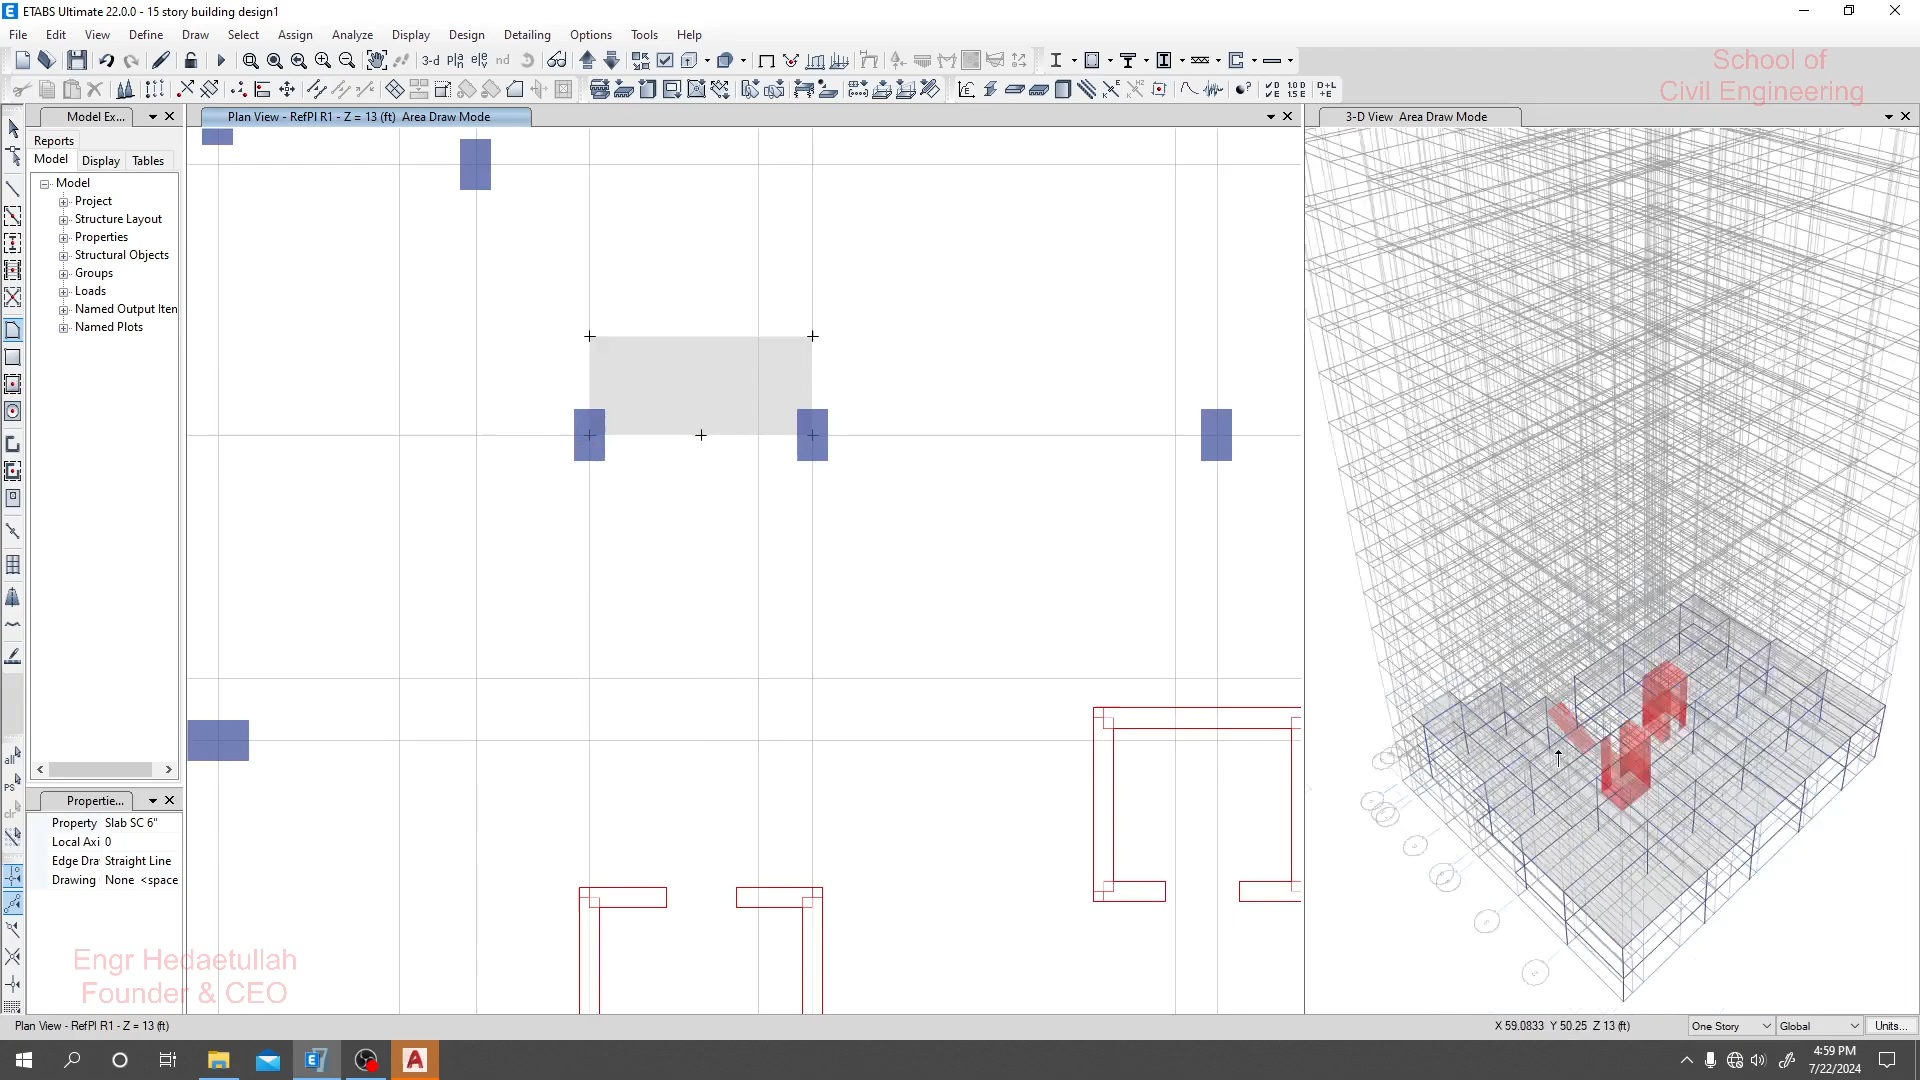 ETABS Ultimate 22.0.0 - 15 story building design1
File Edit View Define Draw Select Assign Analyze Display Design Detailing Options Tools Help
3-d
nd
School of
Civil Engineering
Model Ex...
Plan View - RefPl R1 - Z = 13 (ft) Area Draw Mode
3-D View Area Draw Mode
Reports
Model Display Tables
Model
Project
Structure Layout
Properties
Structural Objects
Groups
Loads
Named Output Iten
Named Plots
all
PS
clr
Propertie...
Property Slab SC 6"
Local Axi 0
Edge Dra Straight Line
Drawing None <space
Engr Hedaetullah
Founder & CEO
Plan View - RefPl R1 - Z = 13 (ft)
X 59.0833 Y 50.25 Z 13 (ft)
One Story
Global
Units...
4:59 PM
7/22/2024